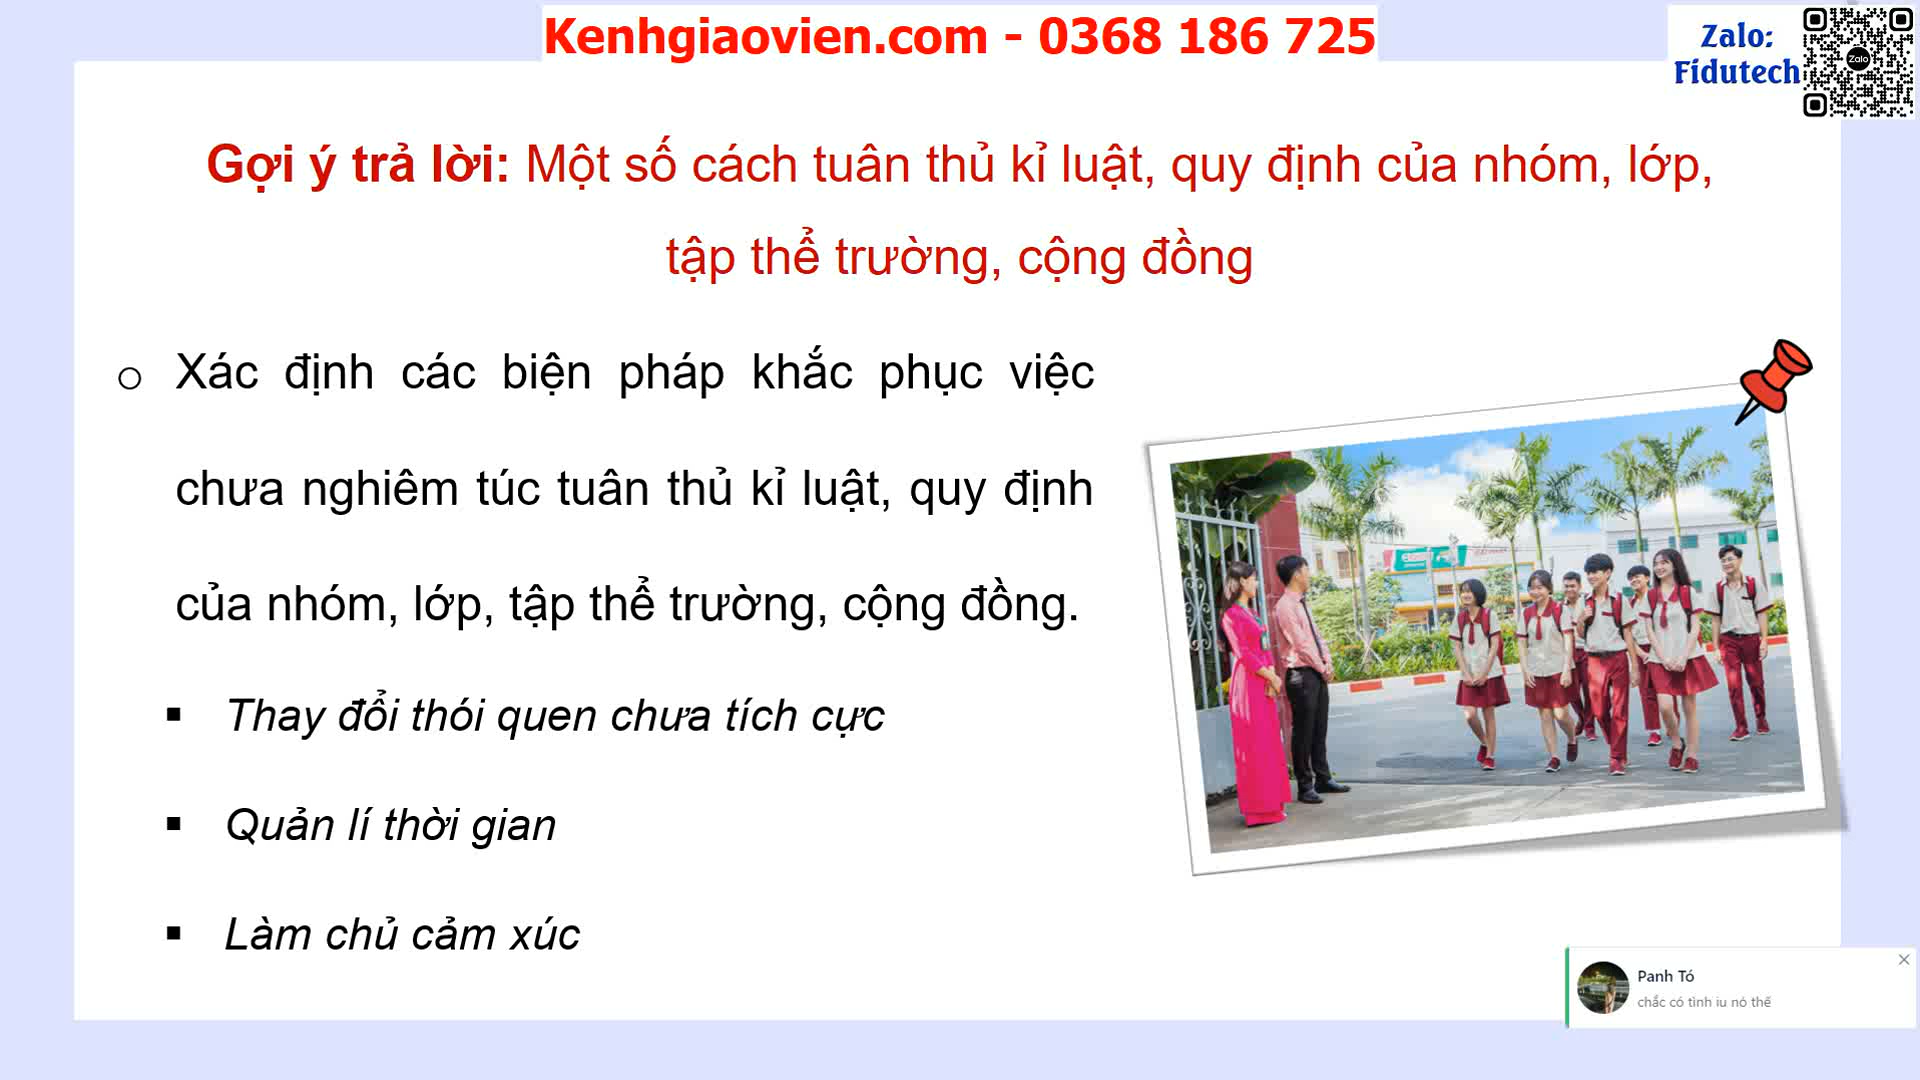 Kenhgiaovien.com - 0368 186 725
Zalo:
Fidutech
Zalo
Gợi ý trả lời: Một số cách tuân thủ kỉ luật, quy định của nhóm, lớp,
tập thể trường, cộng đồng
Xác định các biện pháp khắc phục việc
chưa nghiêm túc tuân thủ kỉ luật, quy định
của nhóm, lớp, tập thể trường, cộng đồng.
Thay đổi thói quen chưa tích cực
Quản lí thời gian
Làm chủ cảm xúc
Panh Tó
chắc có tình iu nó thế